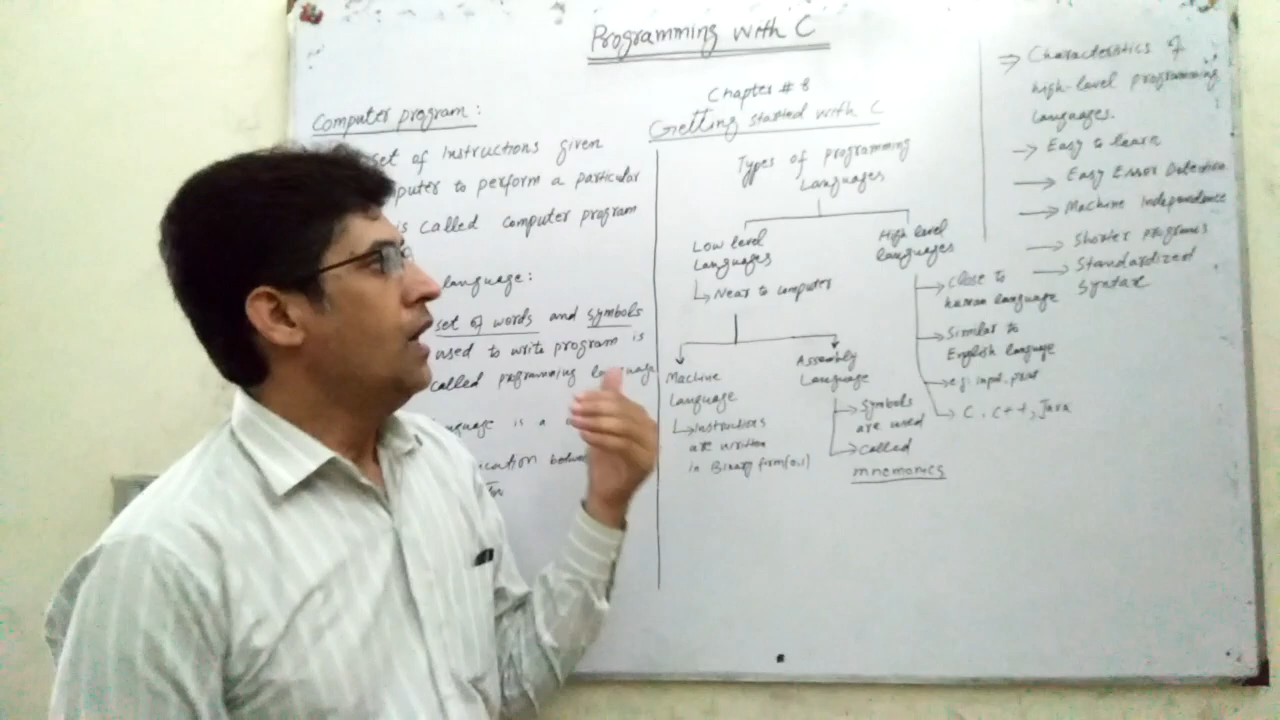 Programming with C
Chapter # 8
Getting started with C
Computer program:
set of instructions given
puter to perform a particular
is called computer program
language:
set of words and symbols
used to write program is
called programming language
nguage is a
ication betw
Types of programming
Languages
Low level
Languages
Near to computer
Machine
Language
Instructions
are written
in Binary form(0,1)
Assembly
Language
Symbols
are used
called
mnemonics
High level
languages
close to
human language
Similar to
English language
e.g: input, print
C, C++, Java
Characteristics of
high-level programming
Languages.
Easy to learn
Easy Error Detection
Machine Independence
Shorter programs
Standardized
Syntax